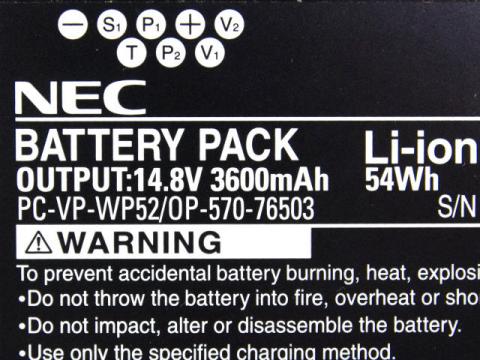 − S1 P1 + V2
T P2 V1
NEC
BATTERY PACK Li-ion
OUTPUT:14.8V 3600mAh 54Wh
PC-VP-WP52/OP-570-76503 S/N
⚠WARNING
To prevent accidental battery burning, heat, explosi
•Do not throw the battery into fire, overheat or sho
•Do not impact, alter or disassemble the battery.
•Use only the specified charging method.